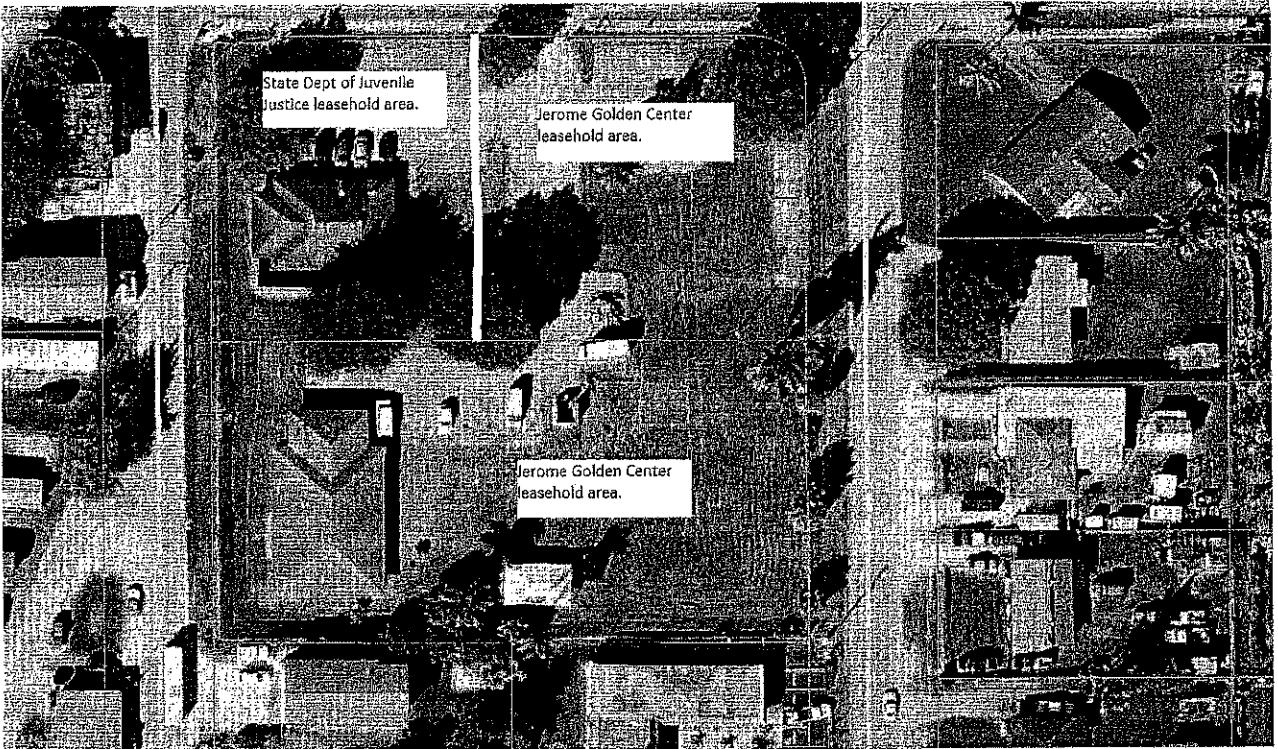 State Dept of Juvenile
Justice leasehold area.
Jerome Golden Center
leasehold area.
Jerome Golden Center
leasehold area.